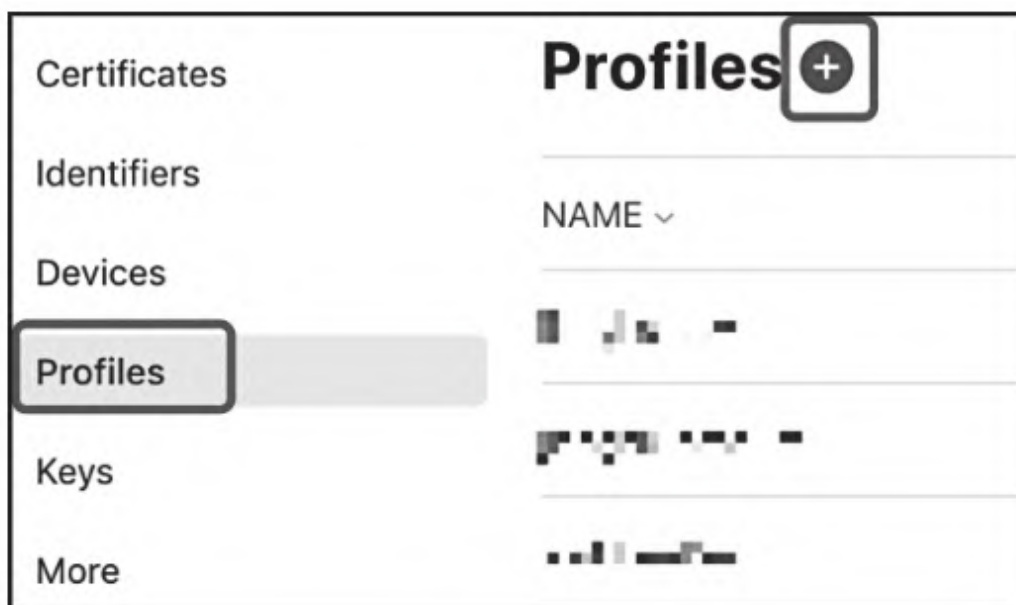 Certificates
Identifiers
Devices
Profiles
Keys
More
Profiles +
NAME